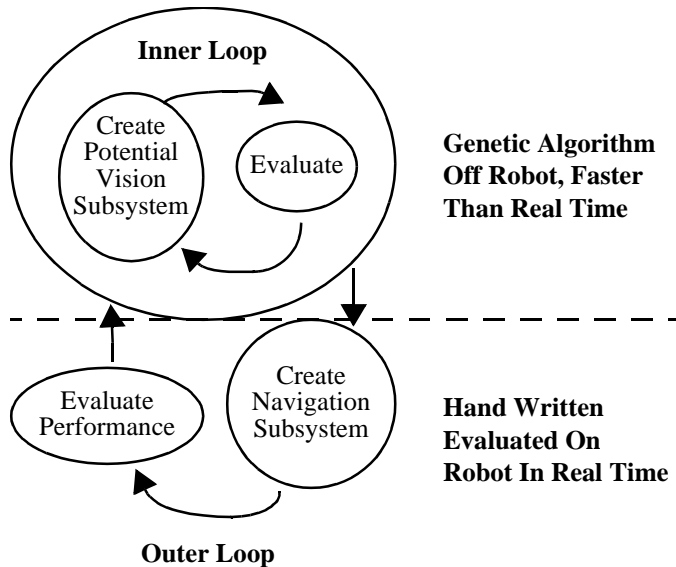 Inner Loop
Create
Potential
Vision
Subsystem
Evaluate
Genetic Algorithm
Off Robot, Faster
Than Real Time
Evaluate
Performance
Create
Navigation
Subsystem
Hand Written
Evaluated On
Robot In Real Time
Outer Loop